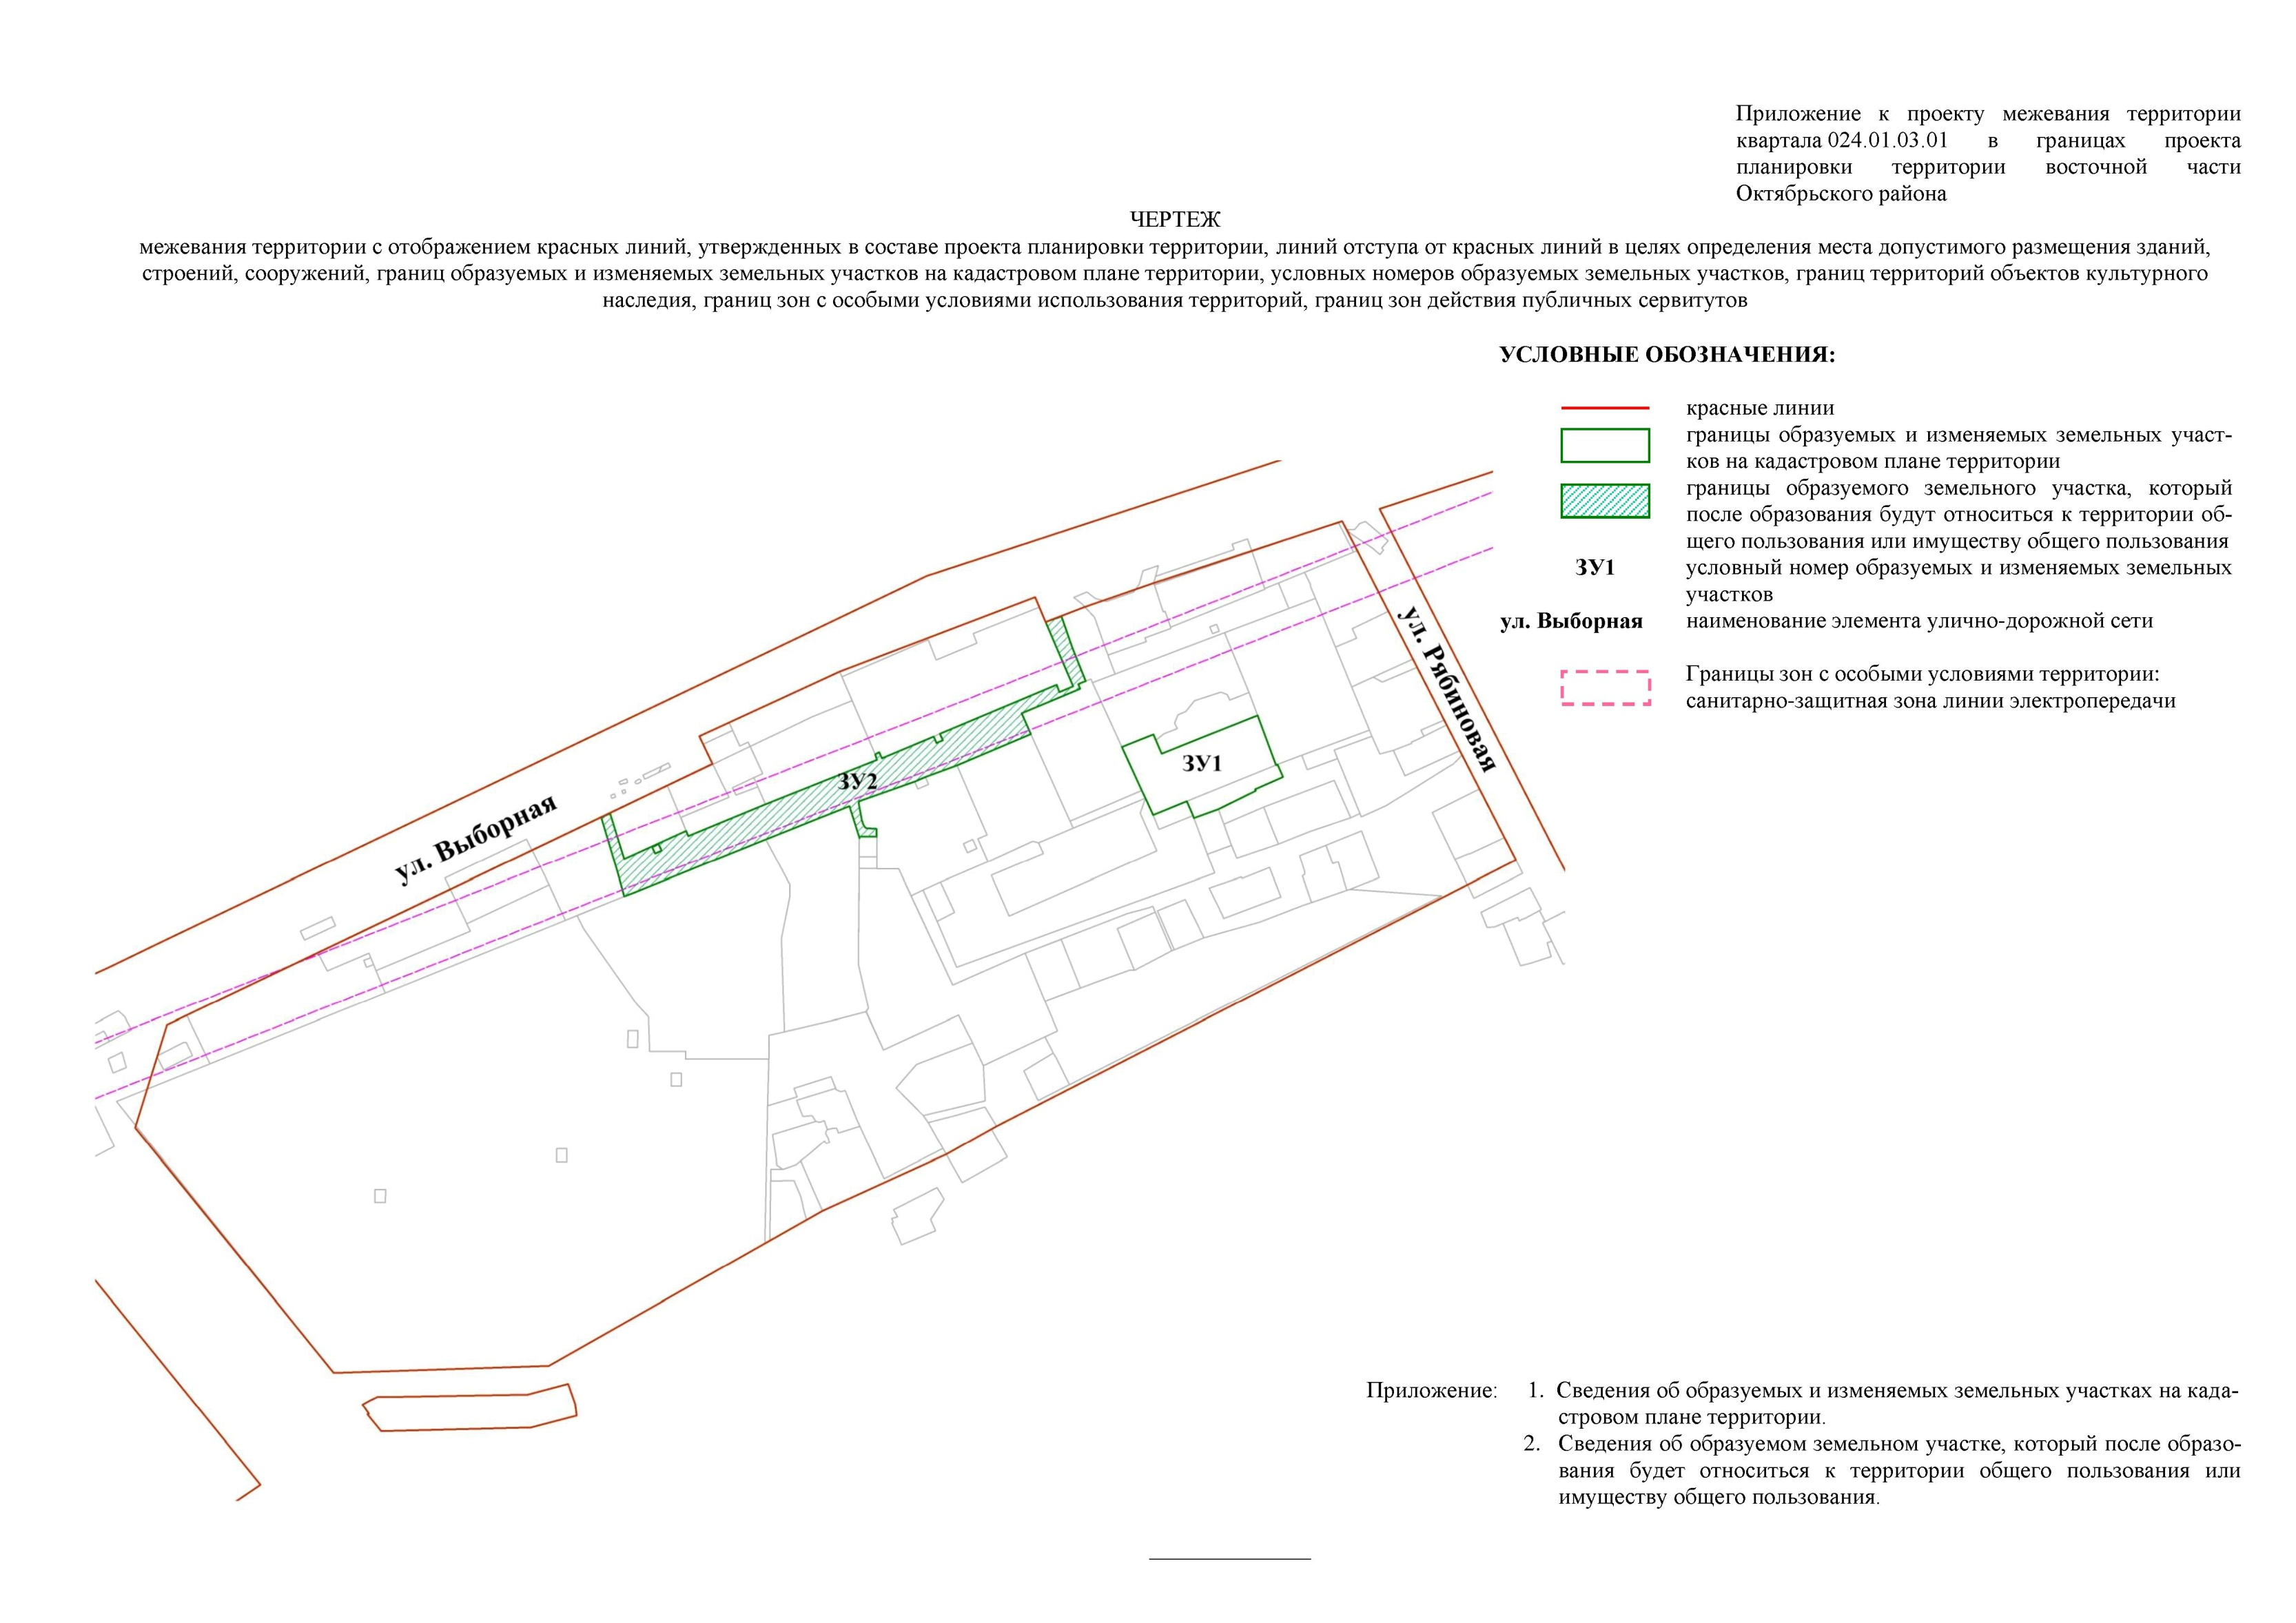 Приложение к проекту межевания территории
квартала 024.01.03.01 в границах проекта
планировки территории восточной части
Октябрьского района
ЧЕРТЕЖ
межевания территории с отображением красных линий, утвержденных в составе проекта планировки территории, линий отступа от красных линий в целях определения места допустимого размещения зданий,
строений, сооружений, границ образуемых и изменяемых земельных участков на кадастровом плане территории, условных номеров образуемых земельных участков, границ территорий объектов культурного
наследия, границ зон с особыми условиями использования территорий, границ зон действия публичных сервитутов
УСЛОВНЫЕ ОБОЗНАЧЕНИЯ:
красные линии
границы образуемых и изменяемых земельных участ-
ков на кадастровом плане территории
границы образуемого земельного участка, который
после образования будут относиться к территории об-
щего пользования или имуществу общего пользования
ЗУ1 условный номер образуемых и изменяемых земельных
участков
ул. Выборная наименование элемента улично-дорожной сети
Границы зон с особыми условиями территории:
санитарно-защитная зона линии электропередачи
ул. Рябиновая
ЗУ1
ЗУ2
ул. Выборная
Приложение: 1. Сведения об образуемых и изменяемых земельных участках на када-
стровом плане территории.
2. Сведения об образуемом земельном участке, который после образо-
вания будет относиться к территории общего пользования или
имуществу общего пользования.